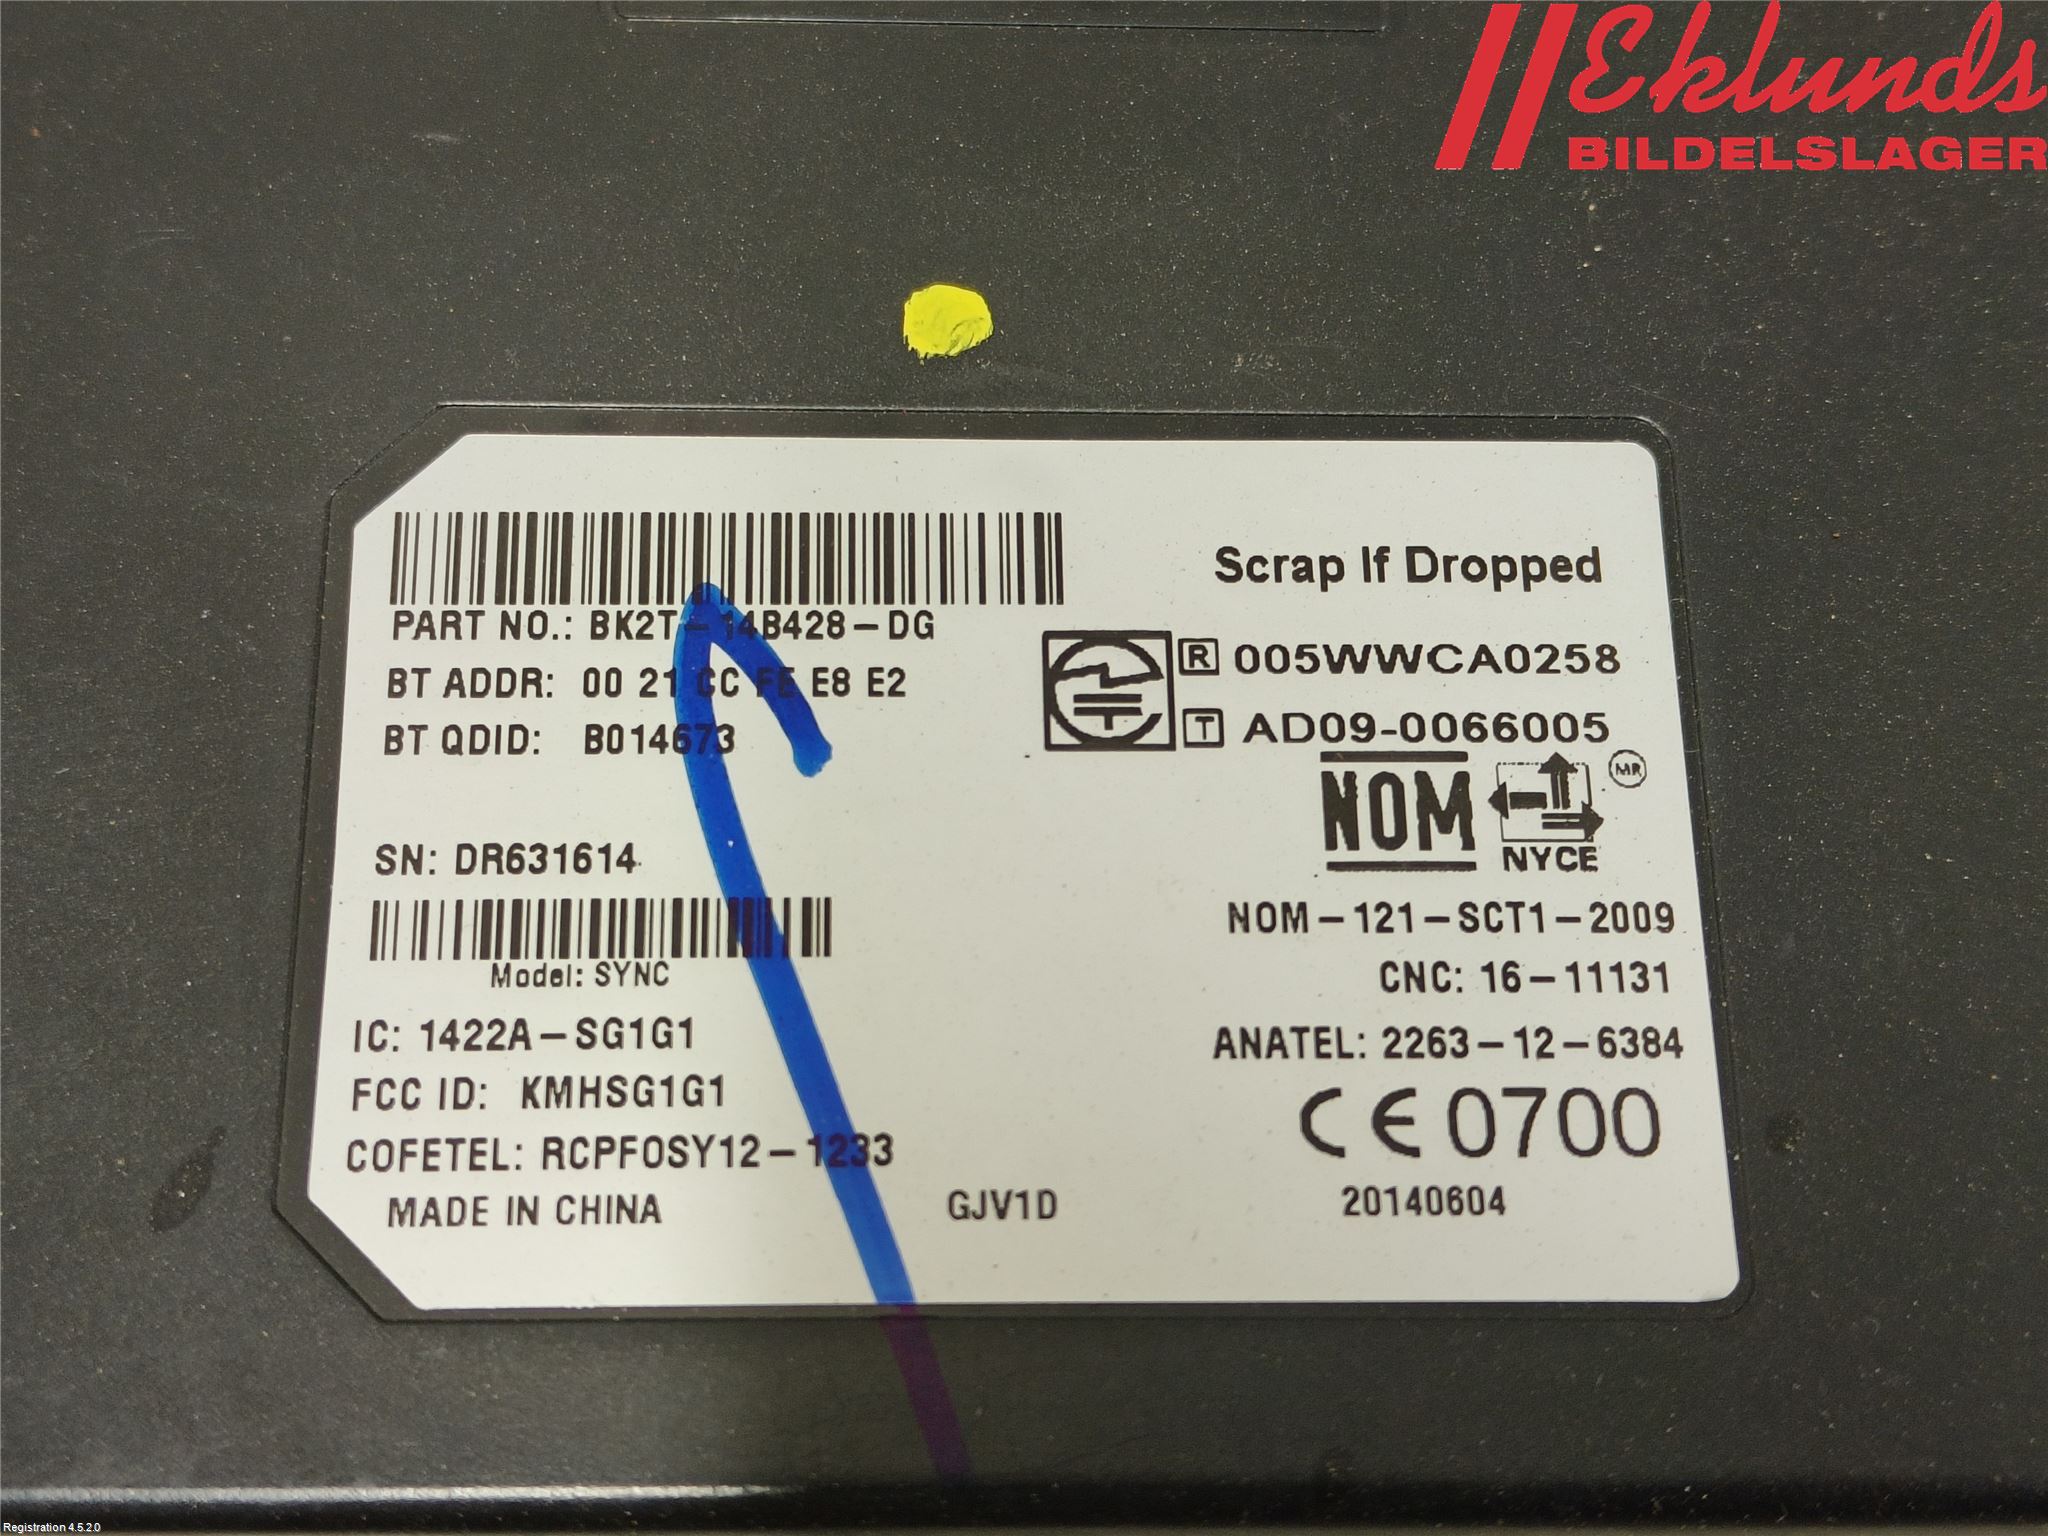 Eklunds
BILDELSLAGER
Scrap If Dropped
PART NO.: BK2T-14B428-DG
BT ADDR: 00 21 CC FE E8 E2
BT QDID: B014673
R 005WWCA0258
T AD09-0066005
NOM
MR
NYCE
SN: DR631614
Model: SYNC
NOM-121-SCT1-2009
CNC: 16-11131
IC: 1422A-SG1G1
ANATEL: 2263-12-6384
FCC ID: KMHSG1G1
CE 0700
COFETEL: RCPFOSY12-1233
MADE IN CHINA
GJV1D
20140604
Registration 4.5.2.0